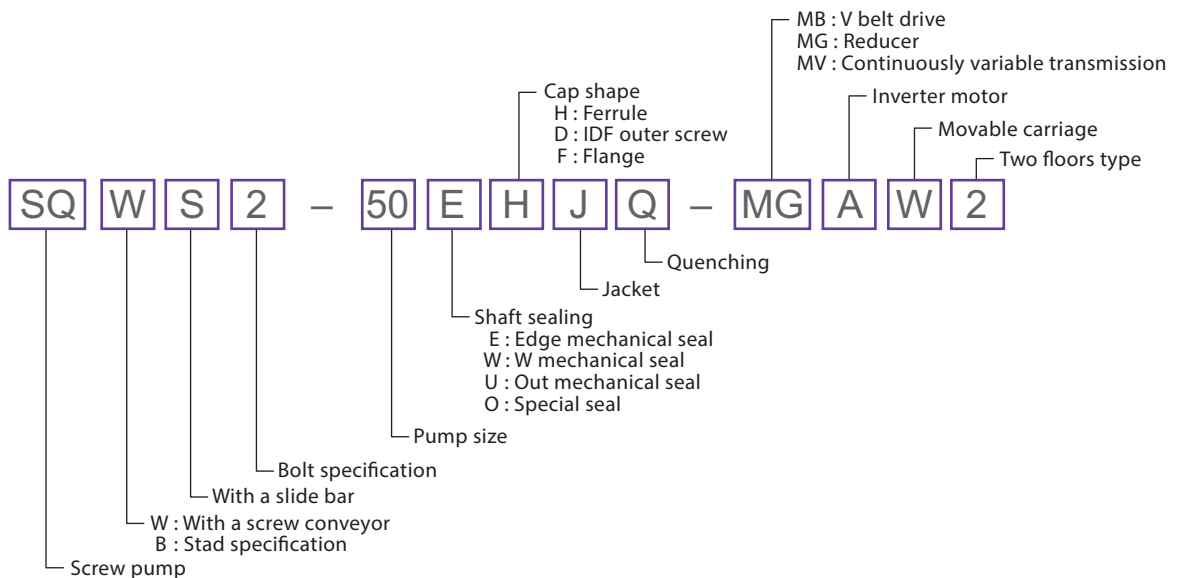 MB : V belt drive
MG : Reducer
MV : Continuously variable transmission
Cap shape
H : Ferrule
D : IDF outer screw
F : Flange
Inverter motor
Movable carriage
Two floors type
SQ W S 2 – 50 E H J Q – MG A W 2
Quenching
Jacket
Shaft sealing
E : Edge mechanical seal
W : W mechanical seal
U : Out mechanical seal
O : Special seal
Pump size
Bolt specification
With a slide bar
W : With a screw conveyor
B : Stad specification
Screw pump